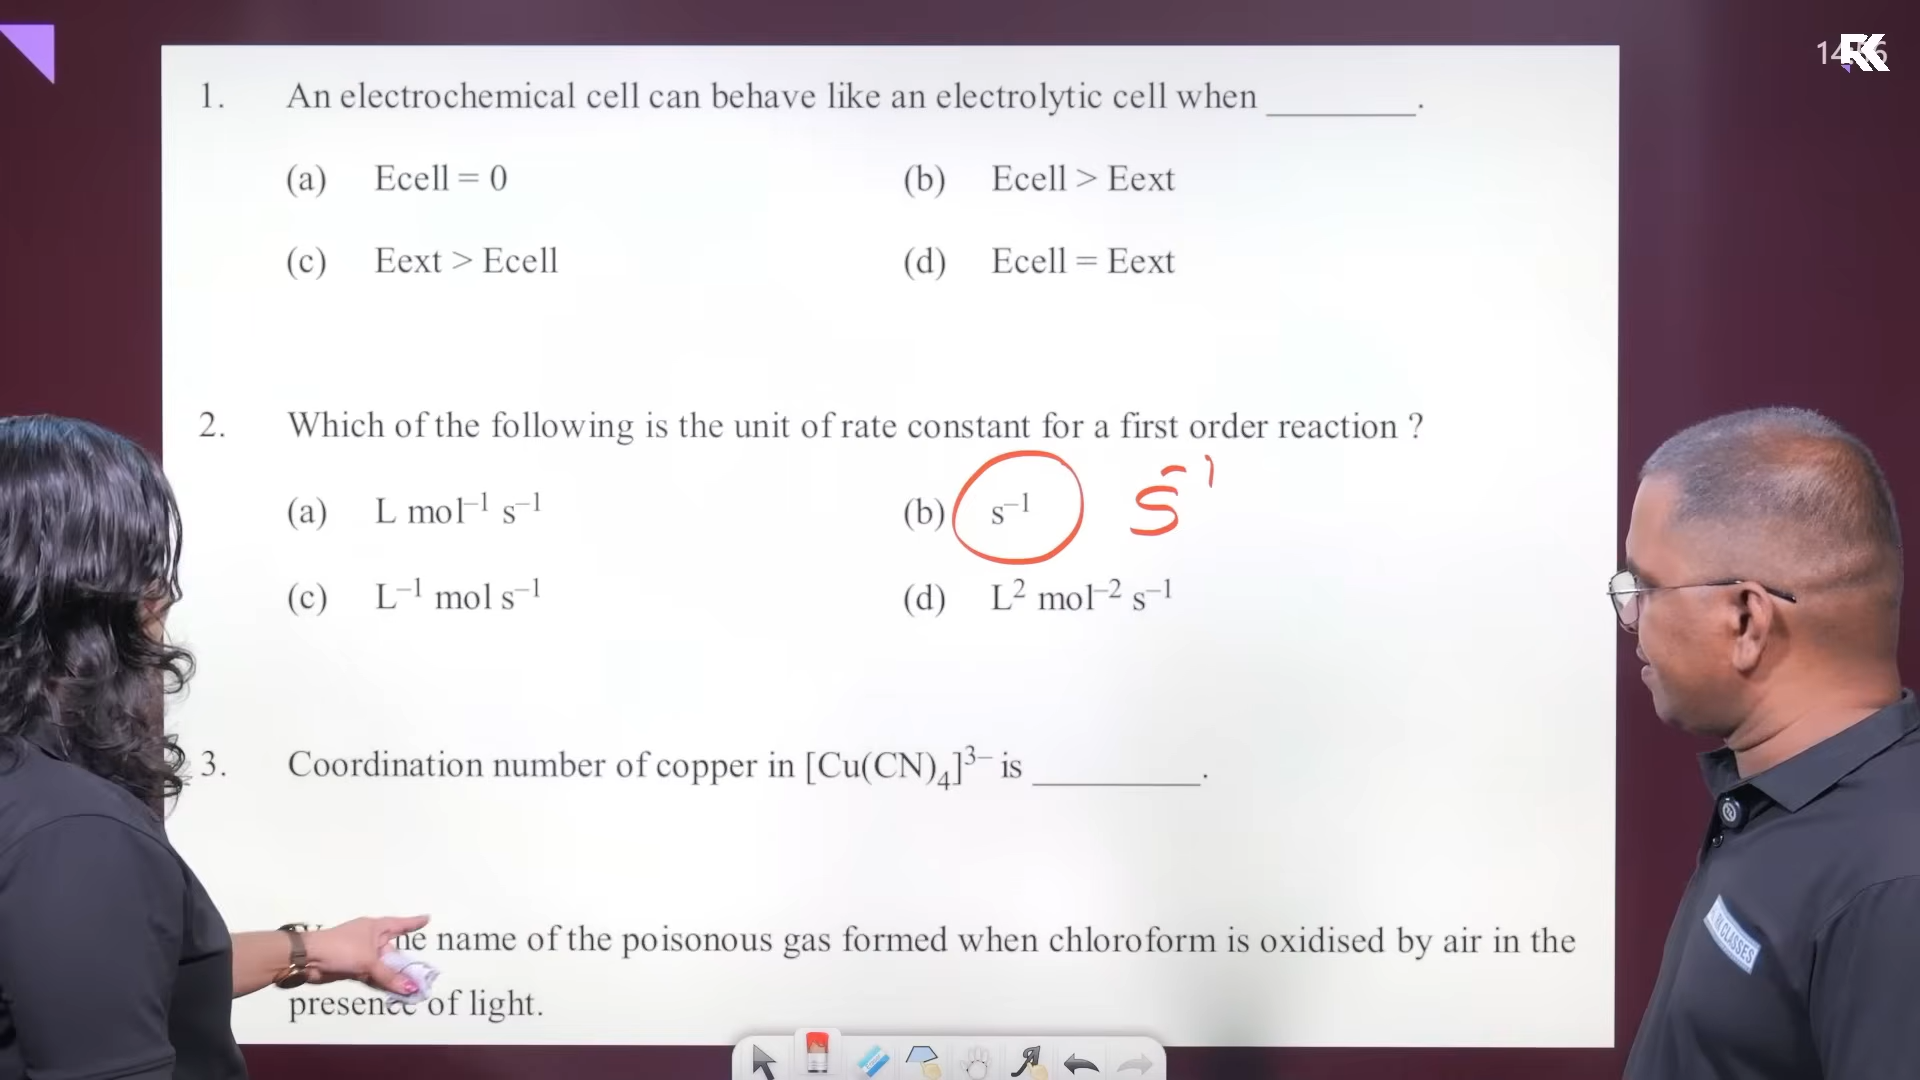 1. An electrochemical cell can behave like an electrolytic cell when ________.
(a) Ecell = 0 (b) Ecell > Eext
(c) Eext > Ecell (d) Ecell = Eext
2. Which of the following is the unit of rate constant for a first order reaction ?
(a) L mol⁻¹ s⁻¹ (b) s⁻¹ S⁻¹
(c) L⁻¹ mol s⁻¹ (d) L² mol⁻² s⁻¹
3. Coordination number of copper in [Cu(CN)₄]³⁻ is ________.
name of the poisonous gas formed when chloroform is oxidised by air in the
presence of light.
CLASSES